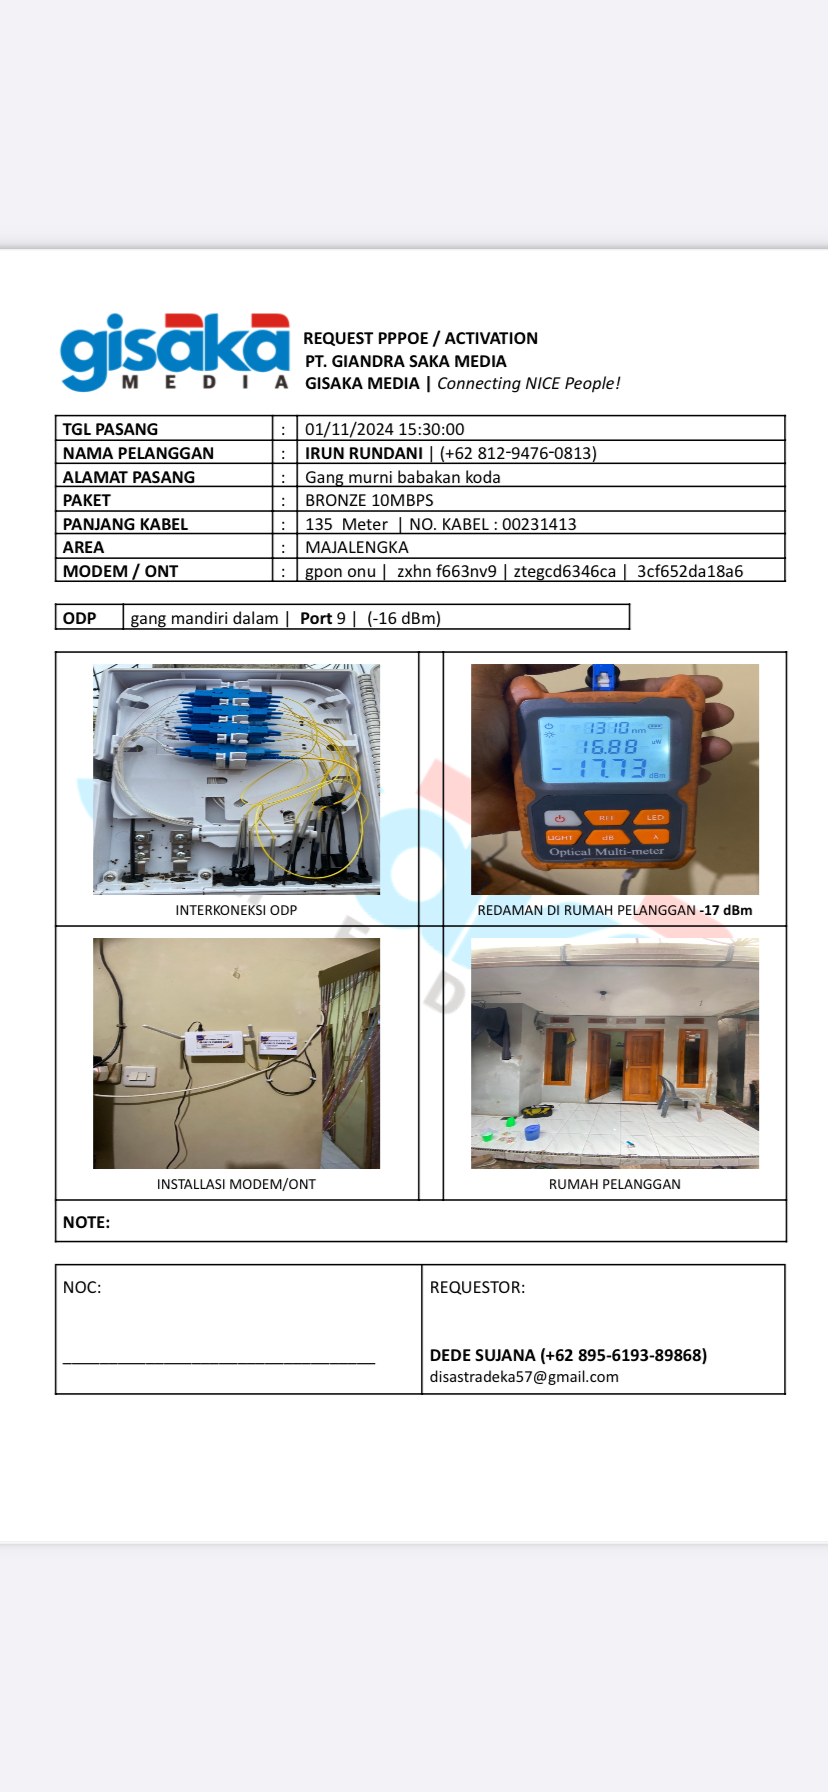 gisaka
MEDIA
REQUEST PPPOE / ACTIVATION
PT. GIANDRA SAKA MEDIA
GISAKA MEDIA | Connecting NICE People!
TGL PASANG : 01/11/2024 15:30:00
NAMA PELANGGAN : IRUN RUNDANI | (+62 812-9476-0813)
ALAMAT PASANG : Gang murni babakan koda
PAKET : BRONZE 10MBPS
PANJANG KABEL : 135 Meter | NO. KABEL : 00231413
AREA : MAJALENGKA
MODEM / ONT : gpon onu | zxhn f663nv9 | ztegcd6346ca | 3cf652da18a6
ODP gang mandiri dalam | Port 9 | (-16 dBm)
1310 nm
16.88 uW
-17.73 dBm
REF LED
LIGHT dB λ
Optical Multi-meter
INTERKONEKSI ODP
REDAMAN DI RUMAH PELANGGAN -17 dBm
INSTALLASI MODEM/ONT
RUMAH PELANGGAN
NOTE:
NOC:
REQUESTOR:
DEDE SUJANA (+62 895-6193-89868)
disastradeka57@gmail.com